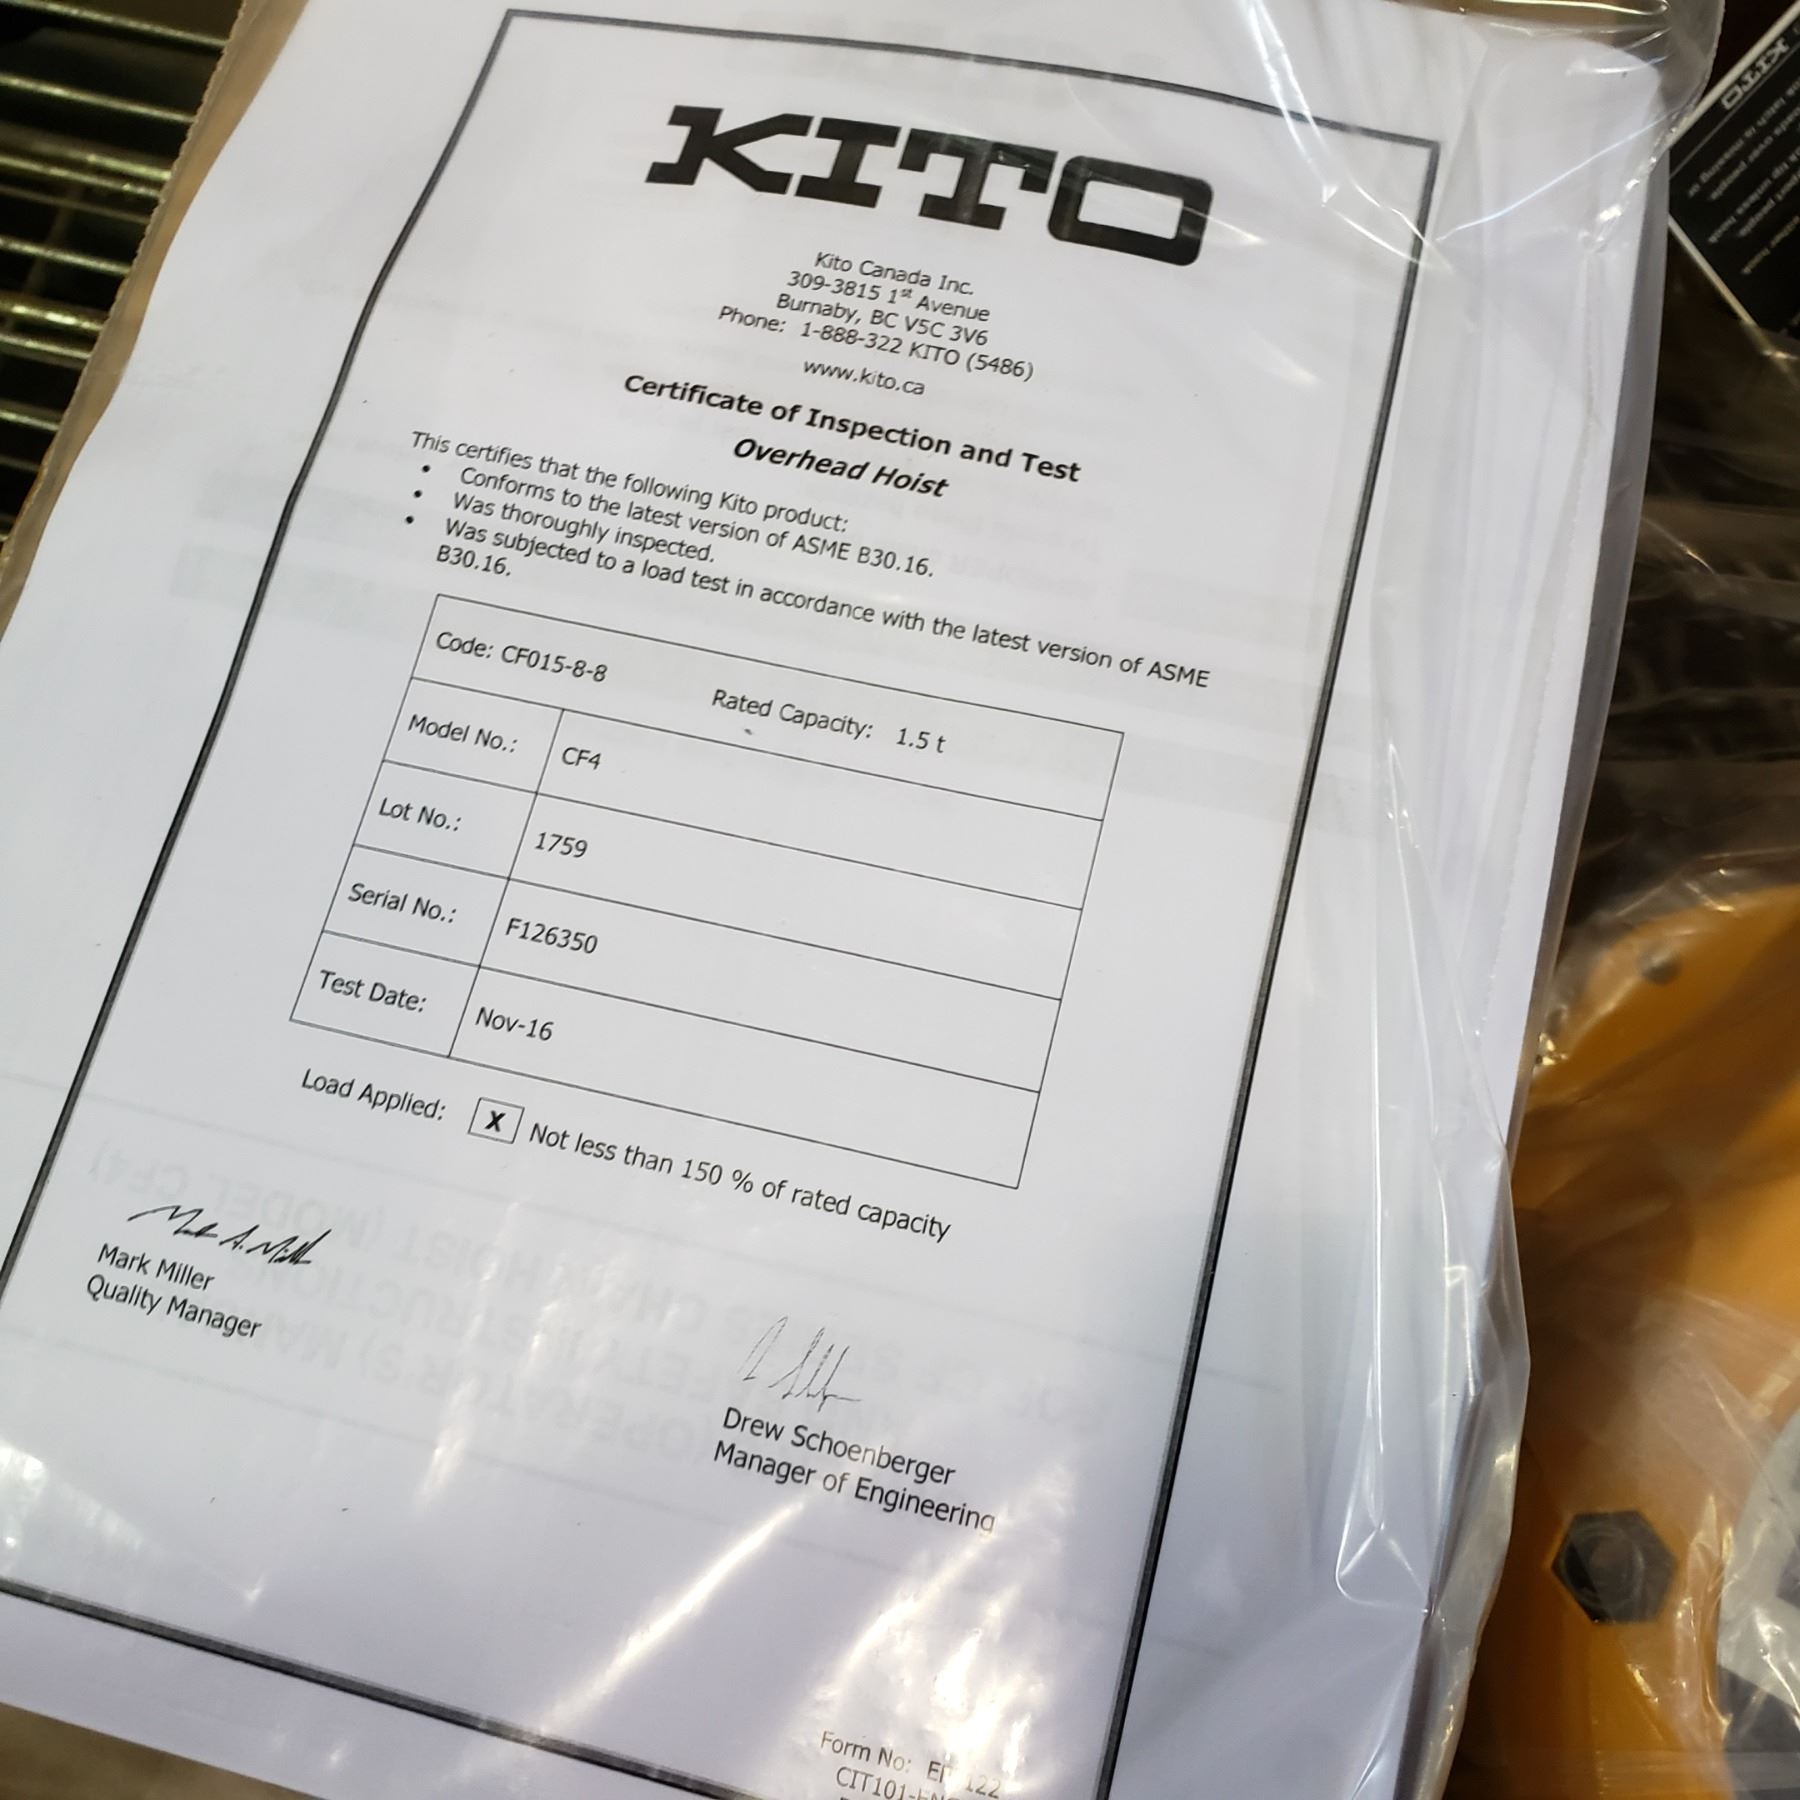 KITO
Kito Canada Inc.
309-3815 1st Avenue
Burnaby, BC V5C 3V6
Phone: 1-888-322 KITO (5486)
www.kito.ca
Certificate of Inspection and Test
Overhead Hoist
This certifies that the following Kito product:
• Conforms to the latest version of ASME B30.16.
• Was thoroughly inspected.
• Was subjected to a load test in accordance with the latest version of ASME
B30.16.
Code: CF015-8-8 Rated Capacity: 1.5 t
Model No.: CF4
Lot No.: 1759
Serial No.: F126350
Test Date: Nov-16
Load Applied: X Not less than 150 % of rated capacity
Mark Miller
Quality Manager
Drew Schoenberger
Manager of Engineering
Form No: 122
KITO